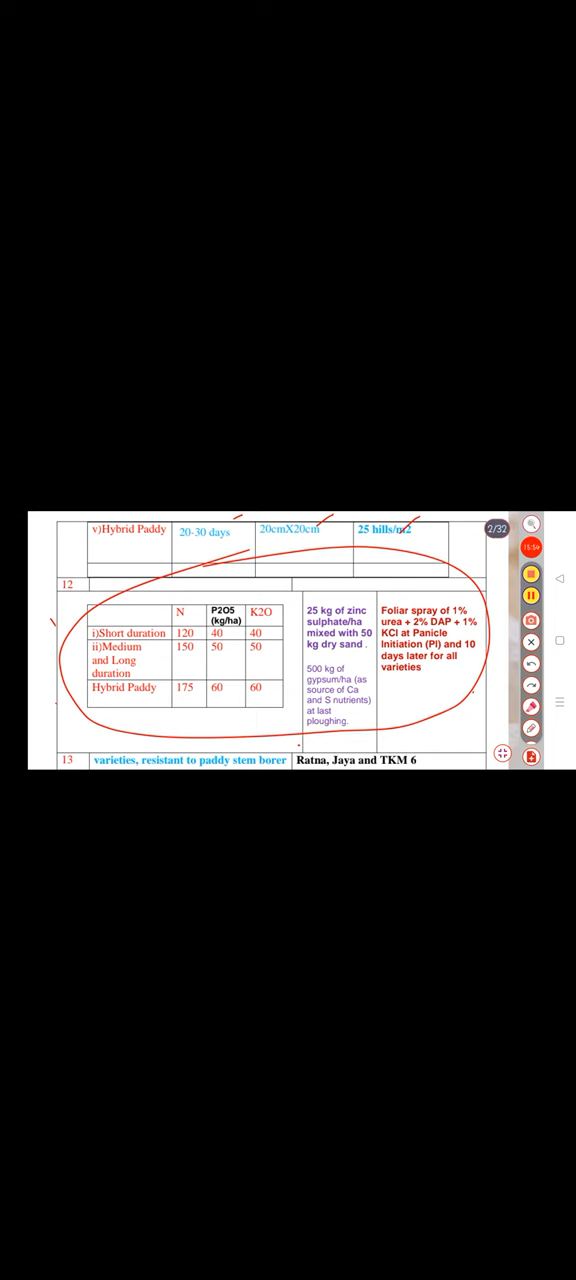 v)Hybrid Paddy 20-30 days 20cmX20cm 25 hills/m2
2/32
15:59
12
N P2O5 (kg/ha) K2O
i)Short duration 120 40 40
ii)Medium and Long duration 150 50 50
Hybrid Paddy 175 60 60
25 kg of zinc
sulphate/ha
mixed with 50
kg dry sand .
500 kg of
gypsum/ha (as
source of Ca
and S nutrients)
at last
ploughing.
Foliar spray of 1%
urea + 2% DAP + 1%
KCl at Panicle
Initiation (PI) and 10
days later for all
varieties
13 varieties, resistant to paddy stem borer Ratna, Jaya and TKM 6